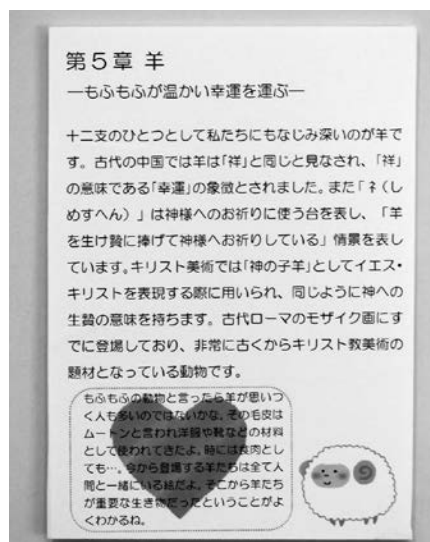 第5章 羊
―もふもふが温かい幸運を運ぶ―
十二支のひとつとして私たちにもなじみ深いのが羊で
す。古代の中国では羊は「祥」と同じと見なされ、「祥」
の意味である「幸運」の象徴とされました。また「ネ（し
めすへん）」は神様へのお祈りに使う台を表し、「羊
を生け贄に捧げて神様へお祈りしている」情景を表し
ています。キリスト美術では「神の子羊」としてイエス・
キリストを表現する際に用いられ、同じように神への
生贄の意味を持ちます。古代ローマのモザイク画にす
でに登場しており、非常に古くからキリスト教美術の
題材となっている動物です。
もふもふの動物と言ったら羊が思いつ
く人も多いのではないかな。その毛皮は
ムートンと言われ洋服や靴などの材料
として使われてきたよ。時には食肉とし
ても…。今から登場する羊たちは全て人
間と一緒にいる絵だよ。そこから羊たち
が重要な生き物だったということがよ
くわかるね。